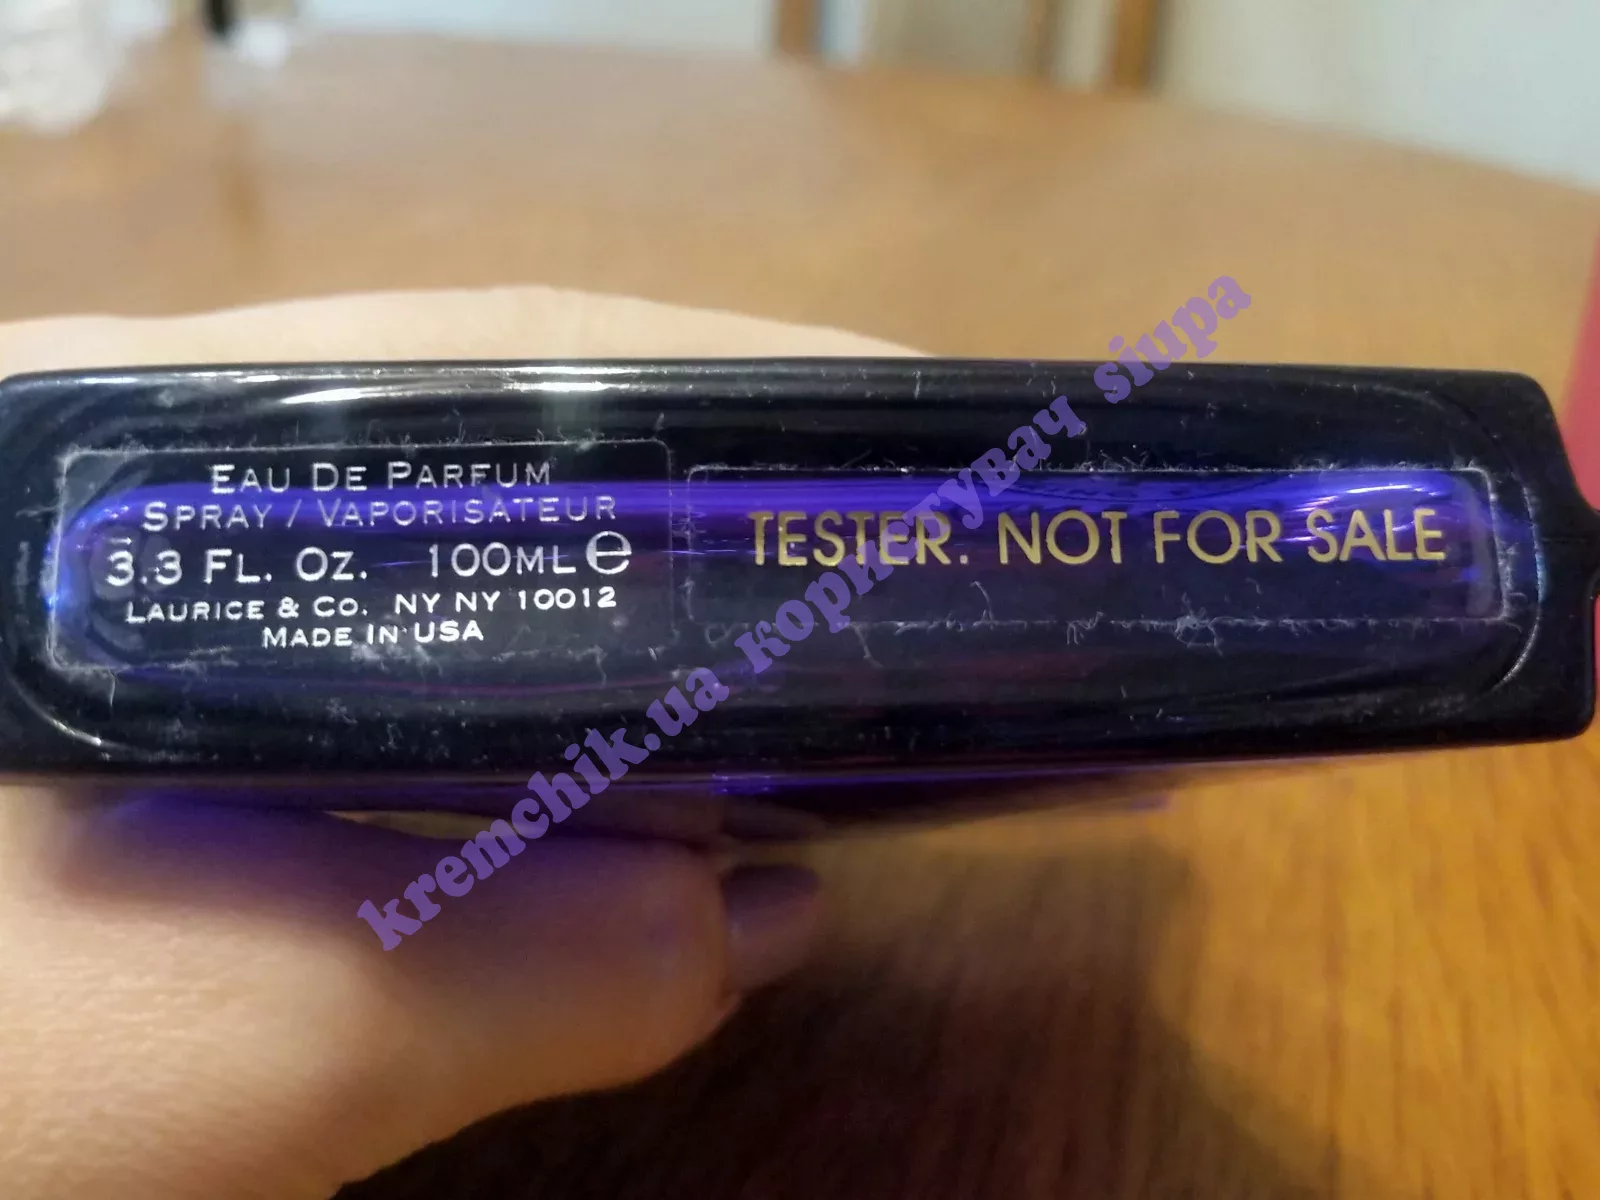 EAU DE PARFUM
SPRAY / VAPORISATEUR
3.3 FL. OZ. 100ML ℮
LAURICE & CO. NY NY 10012
MADE IN USA
TESTER. NOT FOR SALE
kremchik.ua користувач siupa